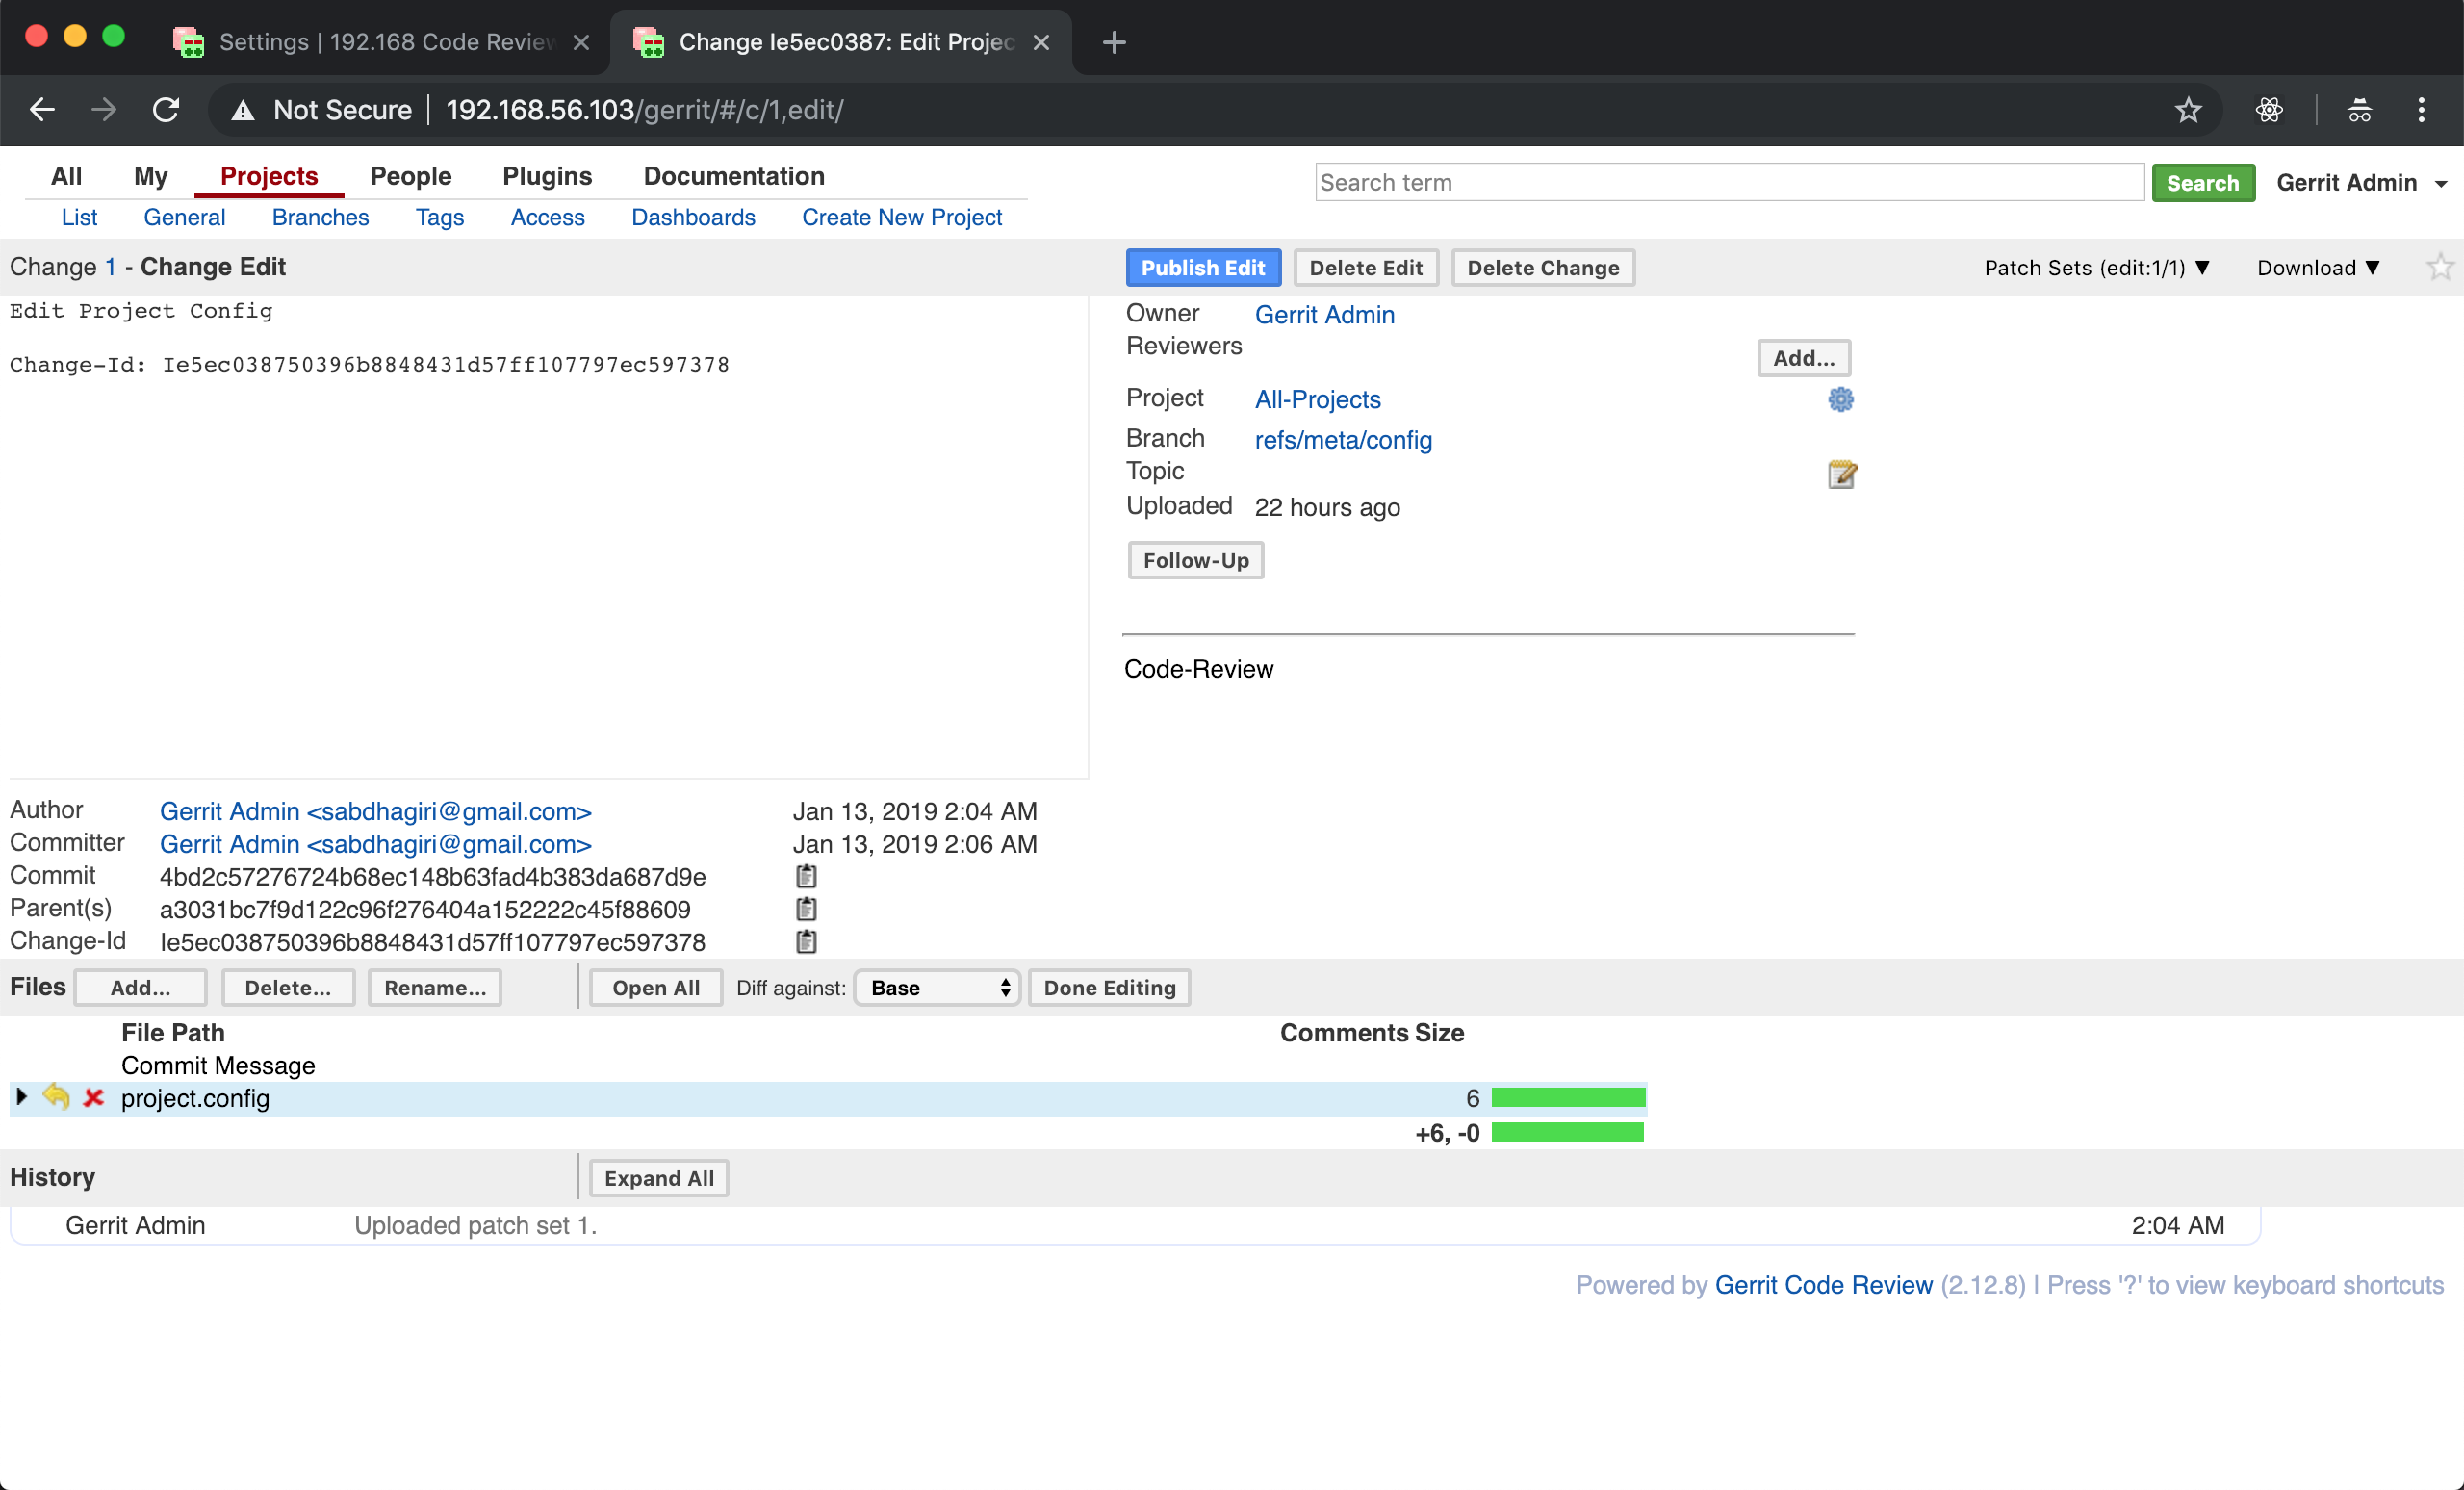 Settings | 192.168 Code Review
Change Ie5ec0387: Edit Projec
Not Secure 192.168.56.103/gerrit/#/c/1,edit/
All My Projects People Plugins Documentation
Search term Search Gerrit Admin
List General Branches Tags Access Dashboards Create New Project
Change 1 - Change Edit Publish Edit Delete Edit Delete Change Patch Sets (edit:1/1) ▼ Download ▼
Edit Project Config
Change-Id: Ie5ec038750396b8848431d57ff107797ec597378
Owner Gerrit Admin
Reviewers Add...
Project All-Projects
Branch refs/meta/config
Topic
Uploaded 22 hours ago
Follow-Up
Code-Review
Author Gerrit Admin <sabdhagiri@gmail.com> Jan 13, 2019 2:04 AM
Committer Gerrit Admin <sabdhagiri@gmail.com> Jan 13, 2019 2:06 AM
Commit 4bd2c57276724b68ec148b63fad4b383da687d9e
Parent(s) a3031bc7f9d122c96f276404a152222c45f88609
Change-Id Ie5ec038750396b8848431d57ff107797ec597378
Files Add... Delete... Rename... Open All Diff against: Base Done Editing
File Path Comments Size
Commit Message
project.config 6
+6, -0
History Expand All
Gerrit Admin Uploaded patch set 1. 2:04 AM
Powered by Gerrit Code Review (2.12.8) | Press '?' to view keyboard shortcuts